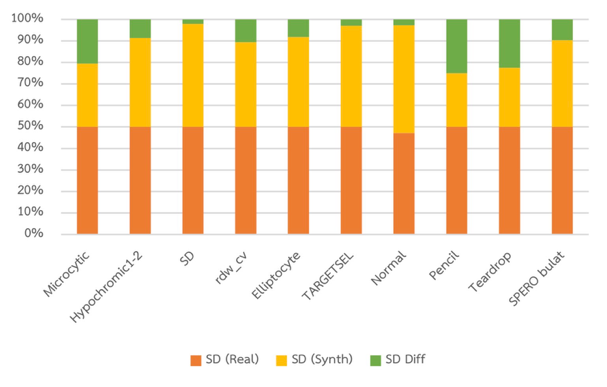 100%
90%
80%
70%
60%
50%
40%
30%
20%
10%
0%
Microcytic
Hypochromic1-2
SD
rdw_cv
Elliptocyte
TARGETSEL
Normal
Pencil
Teardrop
SPERO bulat
SD (Real) SD (Synth) SD Diff